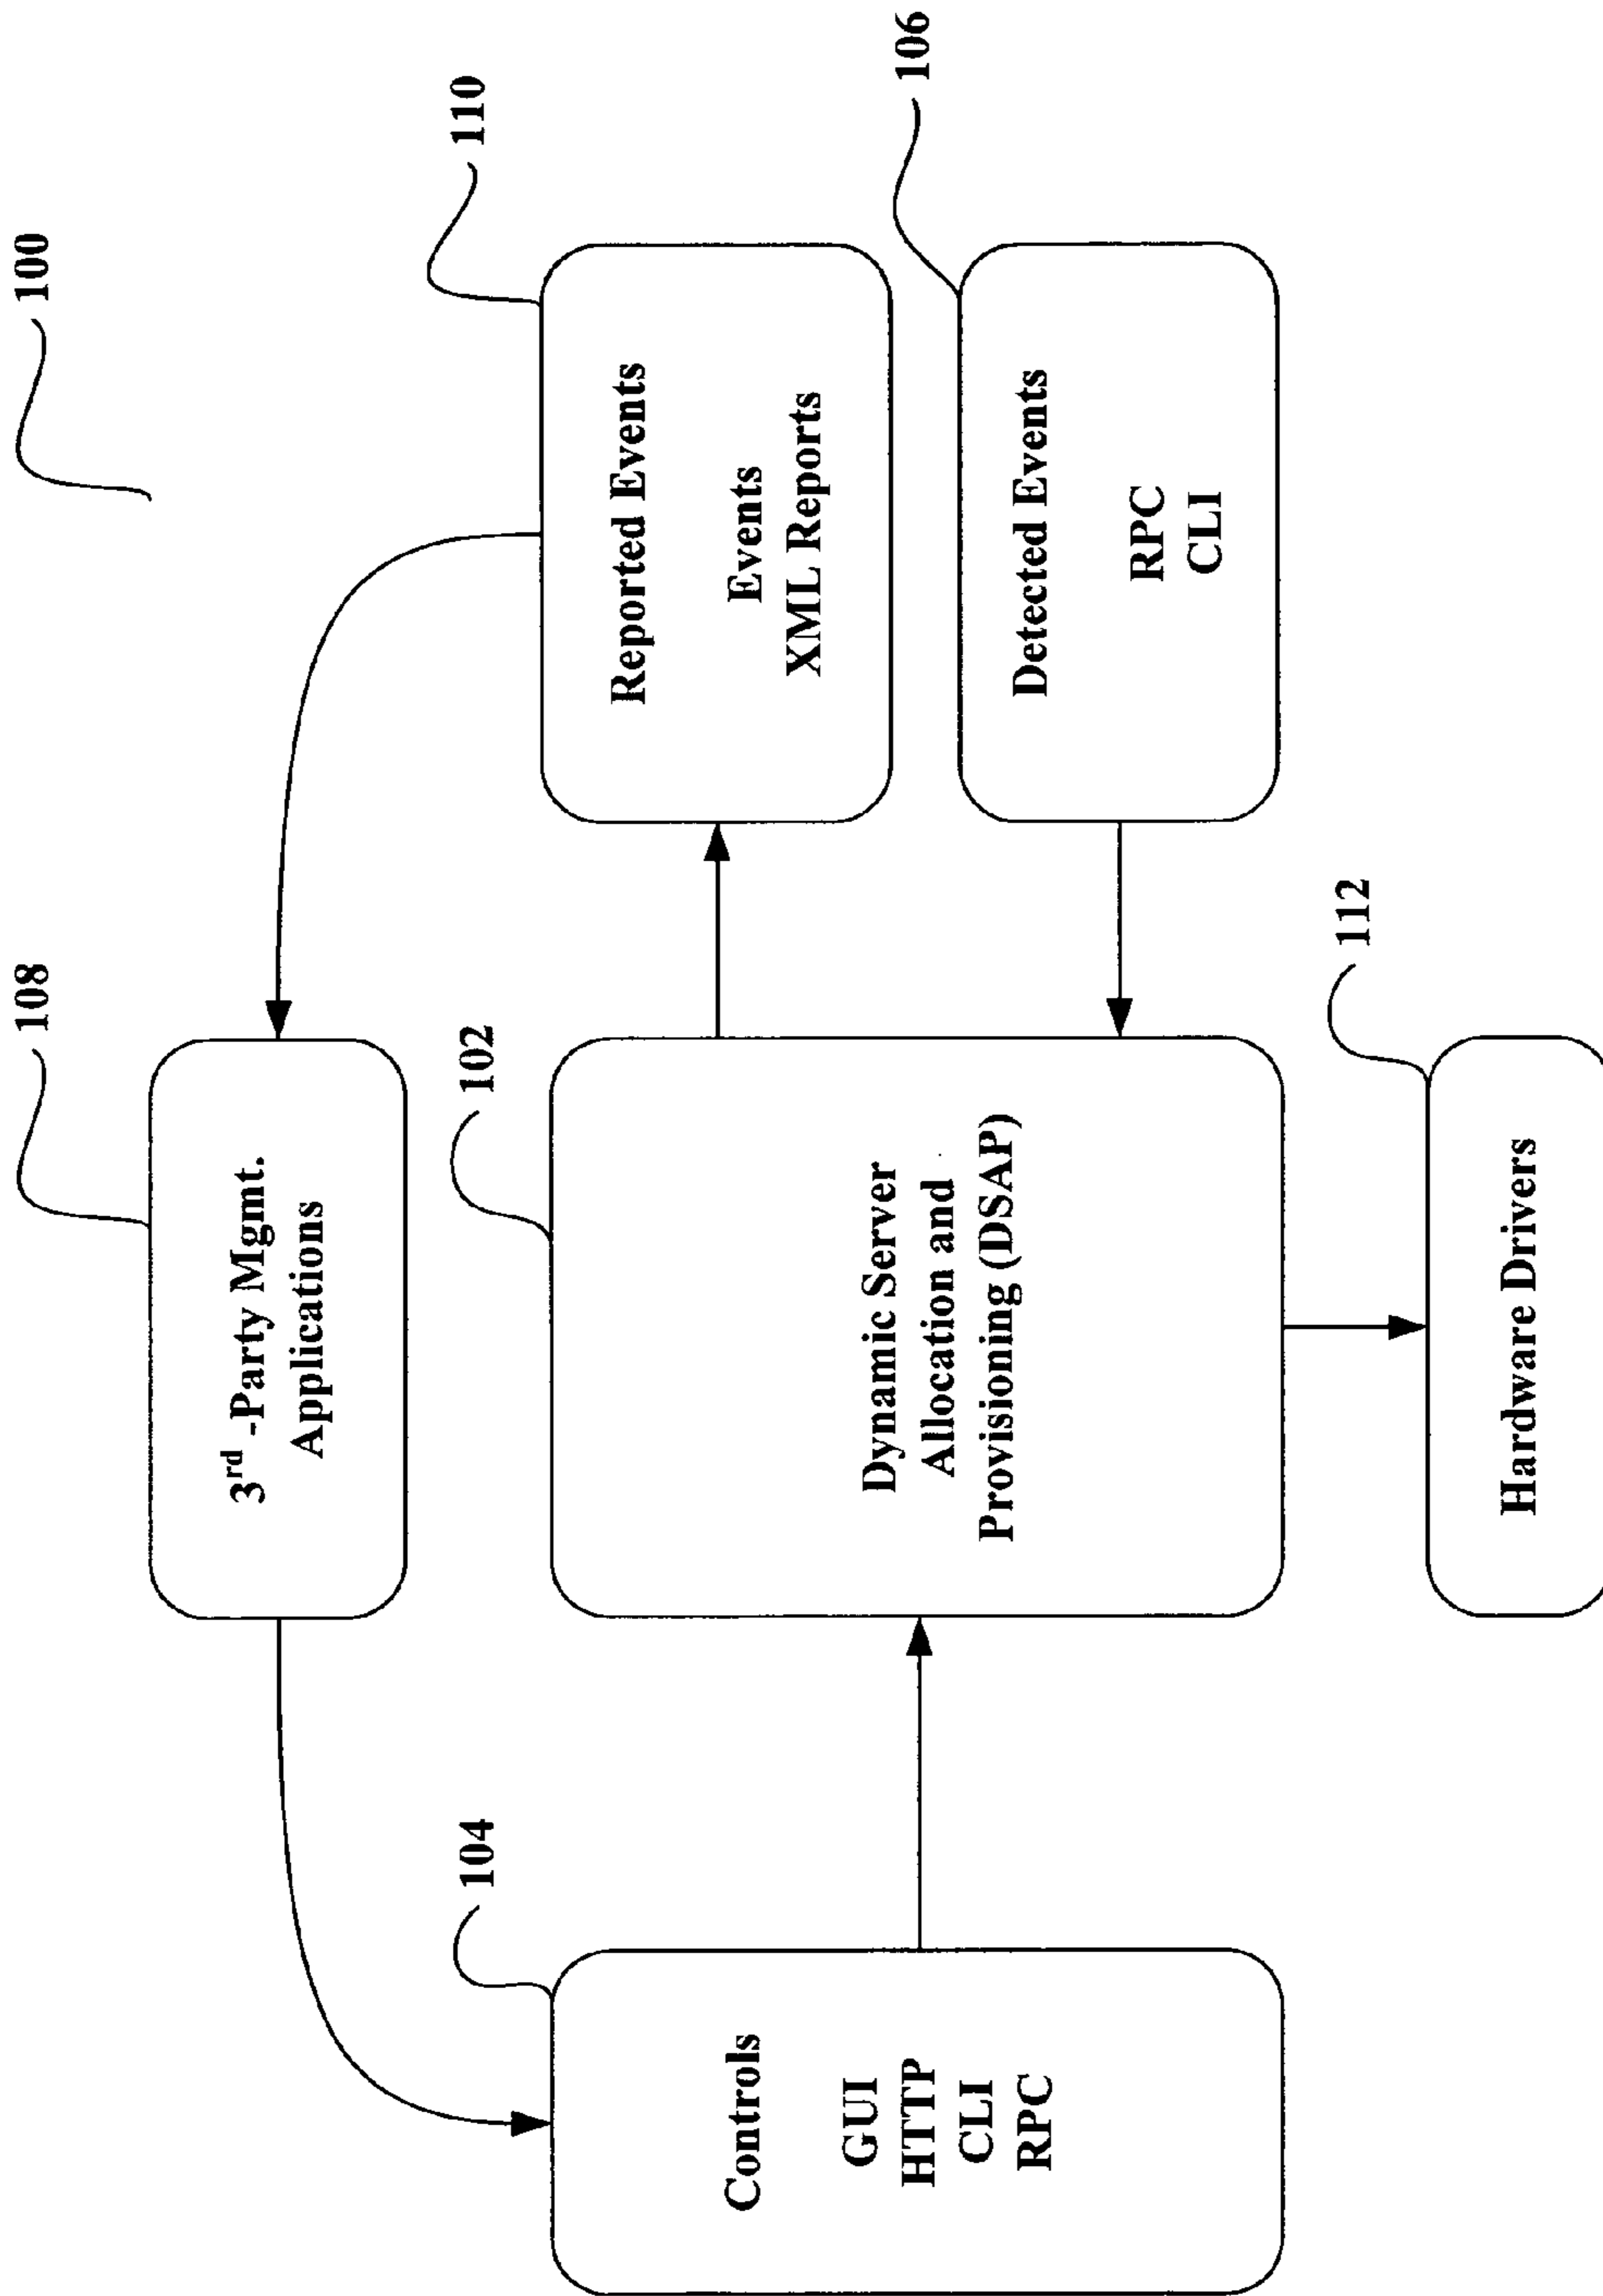 100
108
3rd -Party Mgmt.
Applications
104
Controls
GUI
HTTP
CLI
RPC
102
Dynamic Server
Allocation and
Provisioning (DSAP)
110
Reported Events
Events
XML Reports
106
Detected Events
RPC
CLI
112
Hardware Drivers